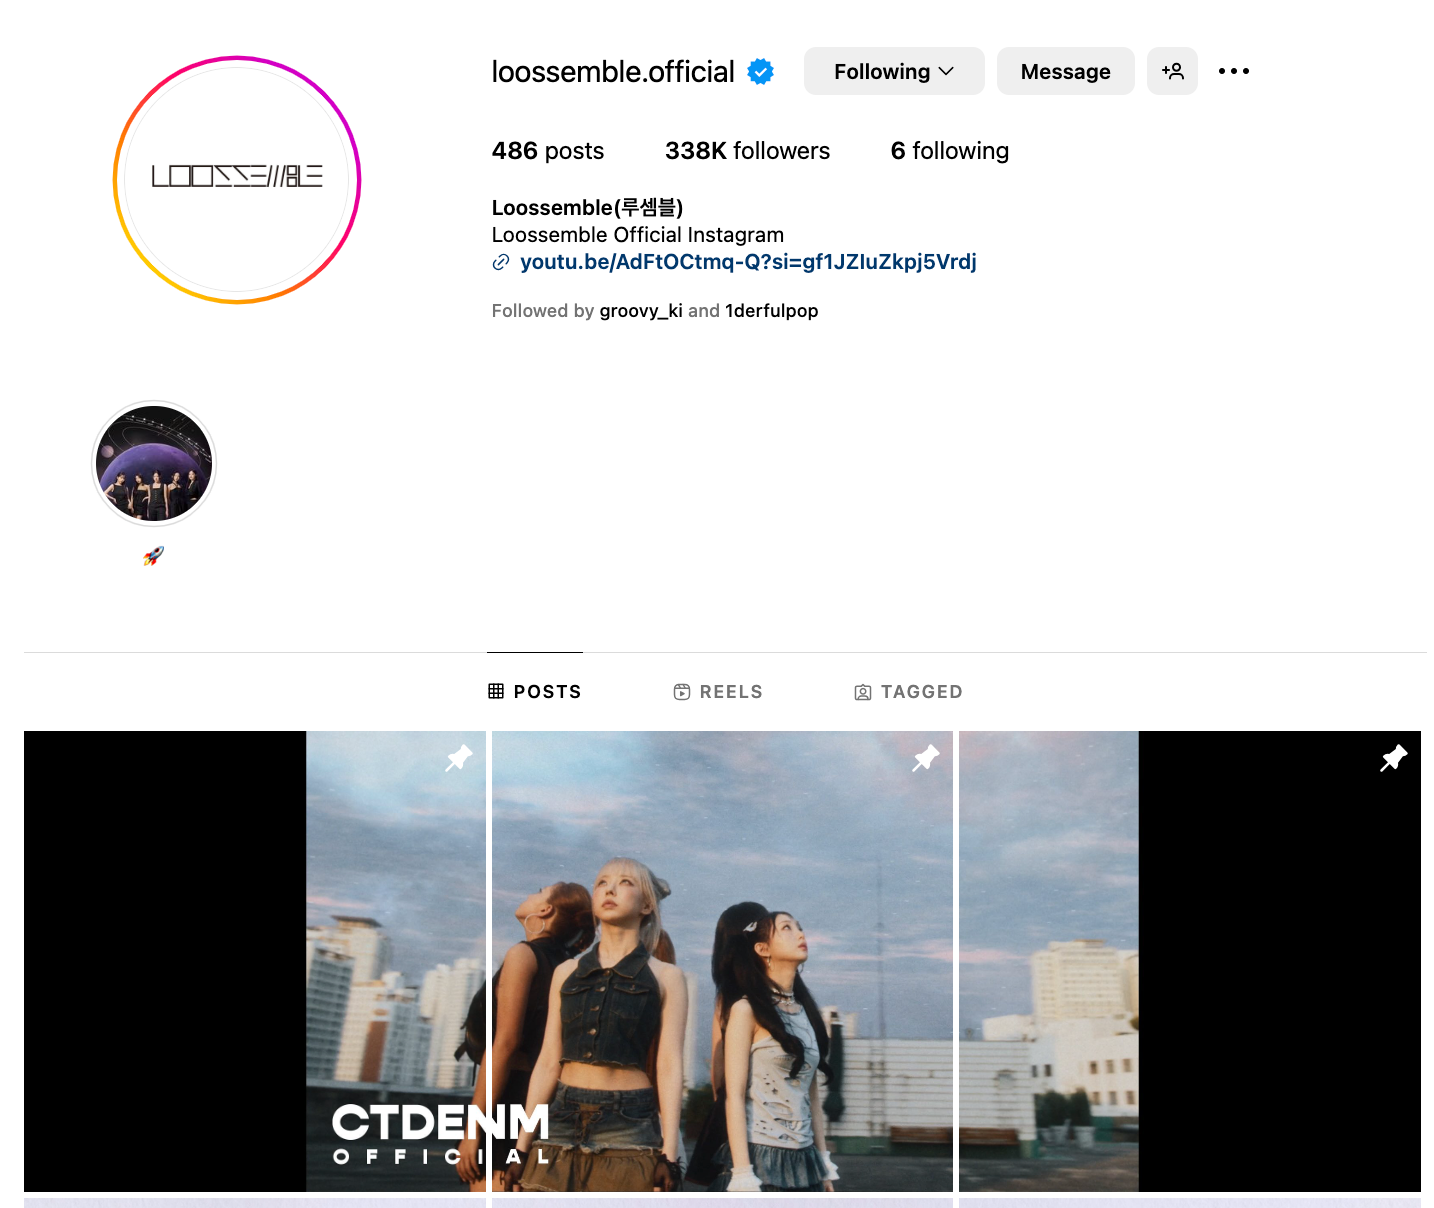 LOOSSEMBLE
loossemble.official
Following
Message
486 posts
338K followers
6 following
Loossemble(루셈블)
Loossemble Official Instagram
youtu.be/AdFtOCtmq-Q?si=gf1JZIuZkpj5Vrdj
Followed by groovy_ki and 1derfulpop
🚀
POSTS
REELS
TAGGED
CTDENM
OFFICIAL